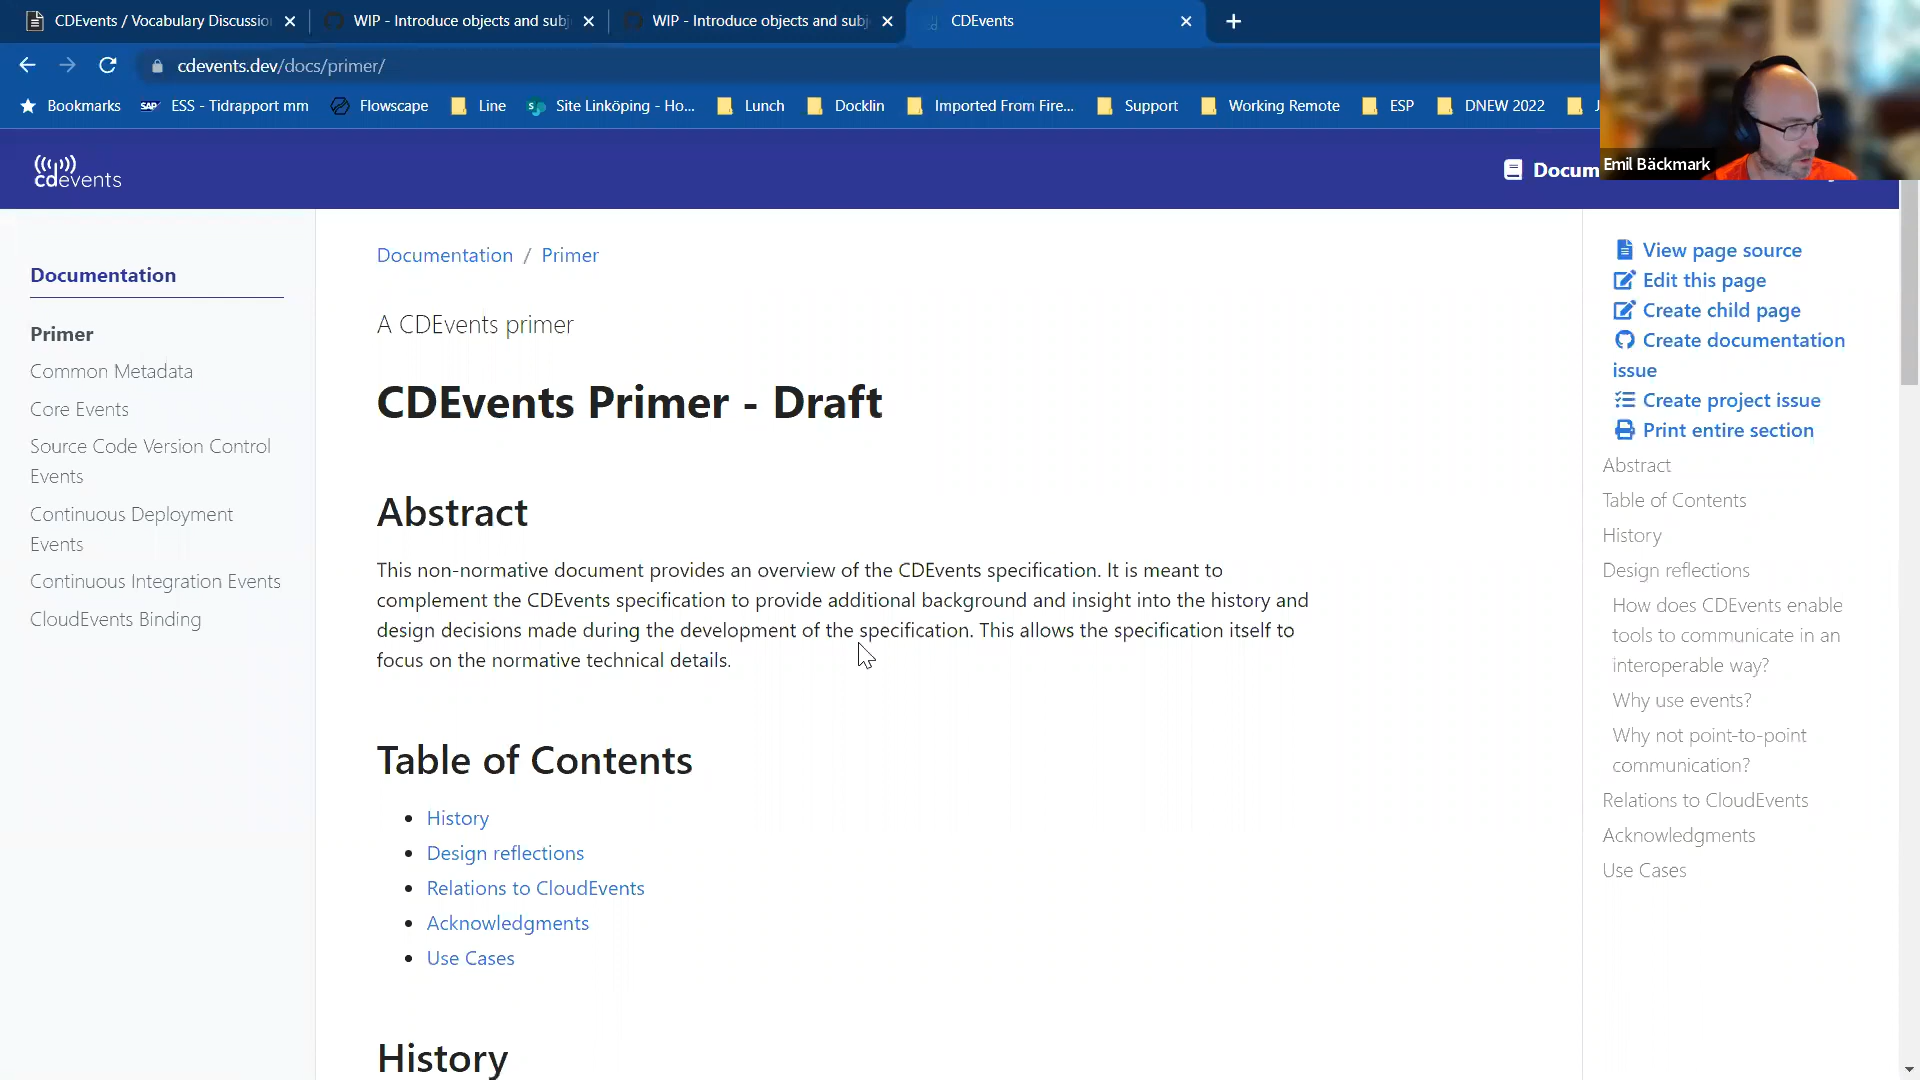 CDEvents / Vocabulary Discussio
WIP - Introduce objects and subj
WIP - Introduce objects and subj
CDEvents
cdevents.dev/docs/primer/
Bookmarks
ESS - Tidrapport mm
Flowscape
Line
Site Linköping - Ho...
Lunch
Docklin
Imported From Fire...
Support
Working Remote
ESP
DNEW 2022
cdevents
Docum
Emil Bäckmark
Documentation
Primer
Common Metadata
Core Events
Source Code Version Control
Events
Continuous Deployment
Events
Continuous Integration Events
CloudEvents Binding
Documentation / Primer
A CDEvents primer
CDEvents Primer - Draft
Abstract
This non-normative document provides an overview of the CDEvents specification. It is meant to
complement the CDEvents specification to provide additional background and insight into the history and
design decisions made during the development of the specification. This allows the specification itself to
focus on the normative technical details.
Table of Contents
• History
• Design reflections
• Relations to CloudEvents
• Acknowledgments
• Use Cases
History
View page source
Edit this page
Create child page
Create documentation
issue
Create project issue
Print entire section
Abstract
Table of Contents
History
Design reflections
How does CDEvents enable
tools to communicate in an
interoperable way?
Why use events?
Why not point-to-point
communication?
Relations to CloudEvents
Acknowledgments
Use Cases